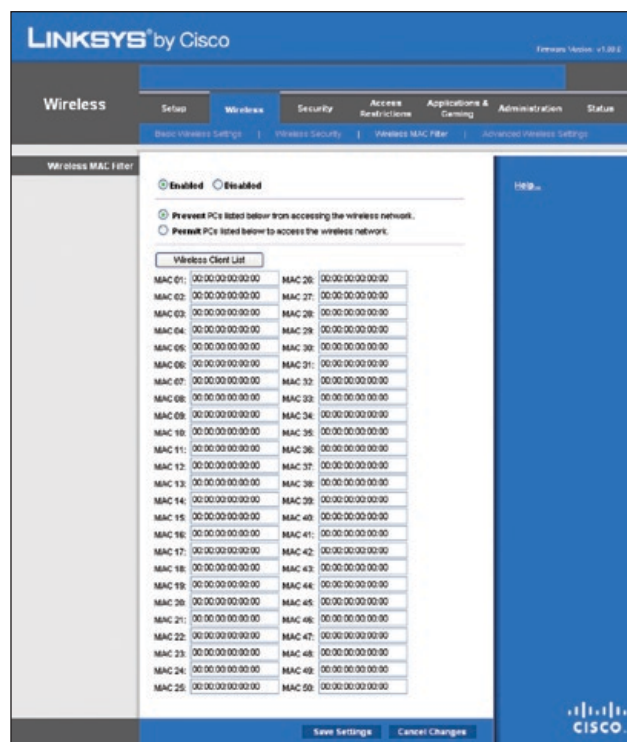 LINKSYS® by Cisco
Firmware Version: v1.00.0
Wireless
Setup Wireless Security Access Restrictions Applications & Gaming Administration Status
Basic Wireless Settings | Wireless Security | Wireless MAC Filter | Advanced Wireless Settings
Wireless MAC Filter
Enabled Disabled
Help...
Prevent PCs listed below from accessing the wireless network.
Permit PCs listed below to access the wireless network.
Wireless Client List
MAC 01: 00:00:00:00:00:00 MAC 26: 00:00:00:00:00:00
MAC 02: 00:00:00:00:00:00 MAC 27: 00:00:00:00:00:00
MAC 03: 00:00:00:00:00:00 MAC 28: 00:00:00:00:00:00
MAC 04: 00:00:00:00:00:00 MAC 29: 00:00:00:00:00:00
MAC 05: 00:00:00:00:00:00 MAC 30: 00:00:00:00:00:00
MAC 06: 00:00:00:00:00:00 MAC 31: 00:00:00:00:00:00
MAC 07: 00:00:00:00:00:00 MAC 32: 00:00:00:00:00:00
MAC 08: 00:00:00:00:00:00 MAC 33: 00:00:00:00:00:00
MAC 09: 00:00:00:00:00:00 MAC 34: 00:00:00:00:00:00
MAC 10: 00:00:00:00:00:00 MAC 35: 00:00:00:00:00:00
MAC 11: 00:00:00:00:00:00 MAC 36: 00:00:00:00:00:00
MAC 12: 00:00:00:00:00:00 MAC 37: 00:00:00:00:00:00
MAC 13: 00:00:00:00:00:00 MAC 38: 00:00:00:00:00:00
MAC 14: 00:00:00:00:00:00 MAC 39: 00:00:00:00:00:00
MAC 15: 00:00:00:00:00:00 MAC 40: 00:00:00:00:00:00
MAC 16: 00:00:00:00:00:00 MAC 41: 00:00:00:00:00:00
MAC 17: 00:00:00:00:00:00 MAC 42: 00:00:00:00:00:00
MAC 18: 00:00:00:00:00:00 MAC 43: 00:00:00:00:00:00
MAC 19: 00:00:00:00:00:00 MAC 44: 00:00:00:00:00:00
MAC 20: 00:00:00:00:00:00 MAC 45: 00:00:00:00:00:00
MAC 21: 00:00:00:00:00:00 MAC 46: 00:00:00:00:00:00
MAC 22: 00:00:00:00:00:00 MAC 47: 00:00:00:00:00:00
MAC 23: 00:00:00:00:00:00 MAC 48: 00:00:00:00:00:00
MAC 24: 00:00:00:00:00:00 MAC 49: 00:00:00:00:00:00
MAC 25: 00:00:00:00:00:00 MAC 50: 00:00:00:00:00:00
Save Settings Cancel Changes
CISCO.